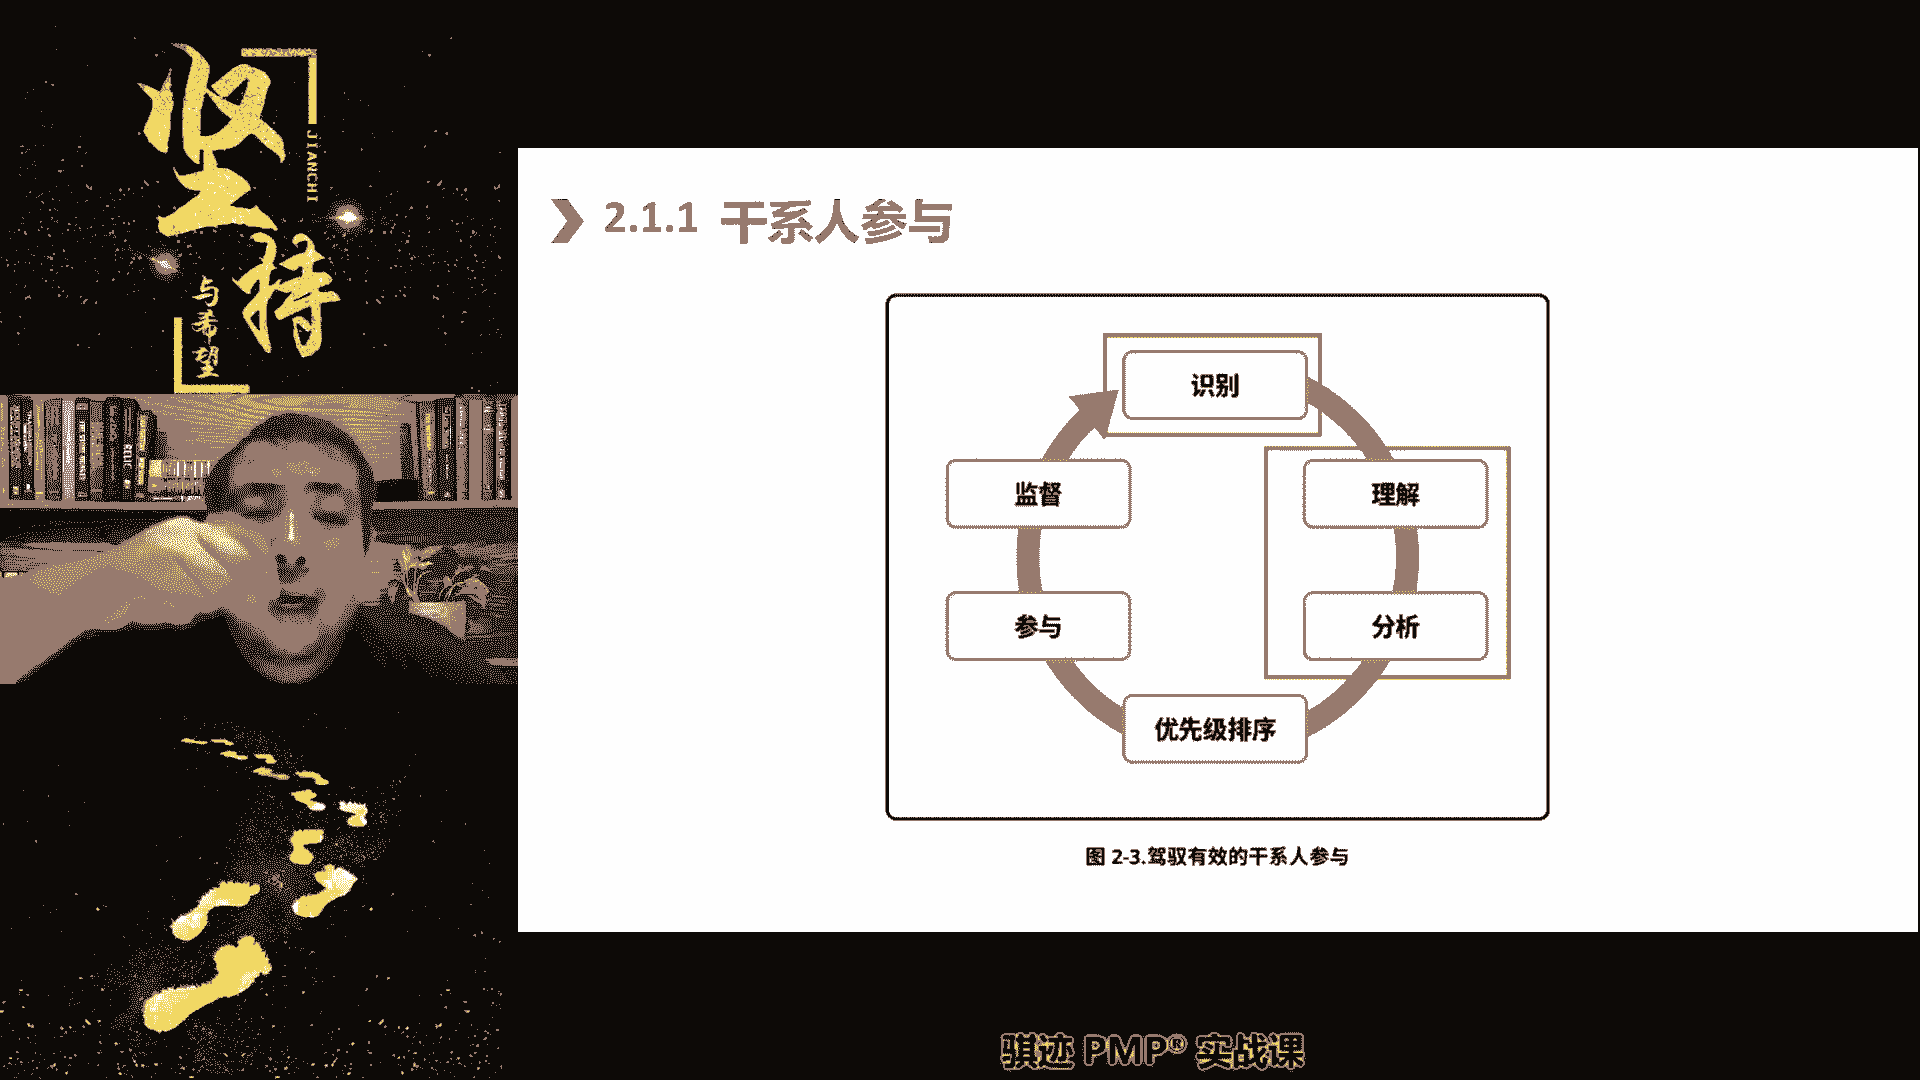 坚持
JIANCHI
与希望
2.1.1 干系人参与
识别
理解
分析
优先级排序
参与
监督
图 2-3.驾驭有效的干系人参与
骐迹 PMP® 实战课